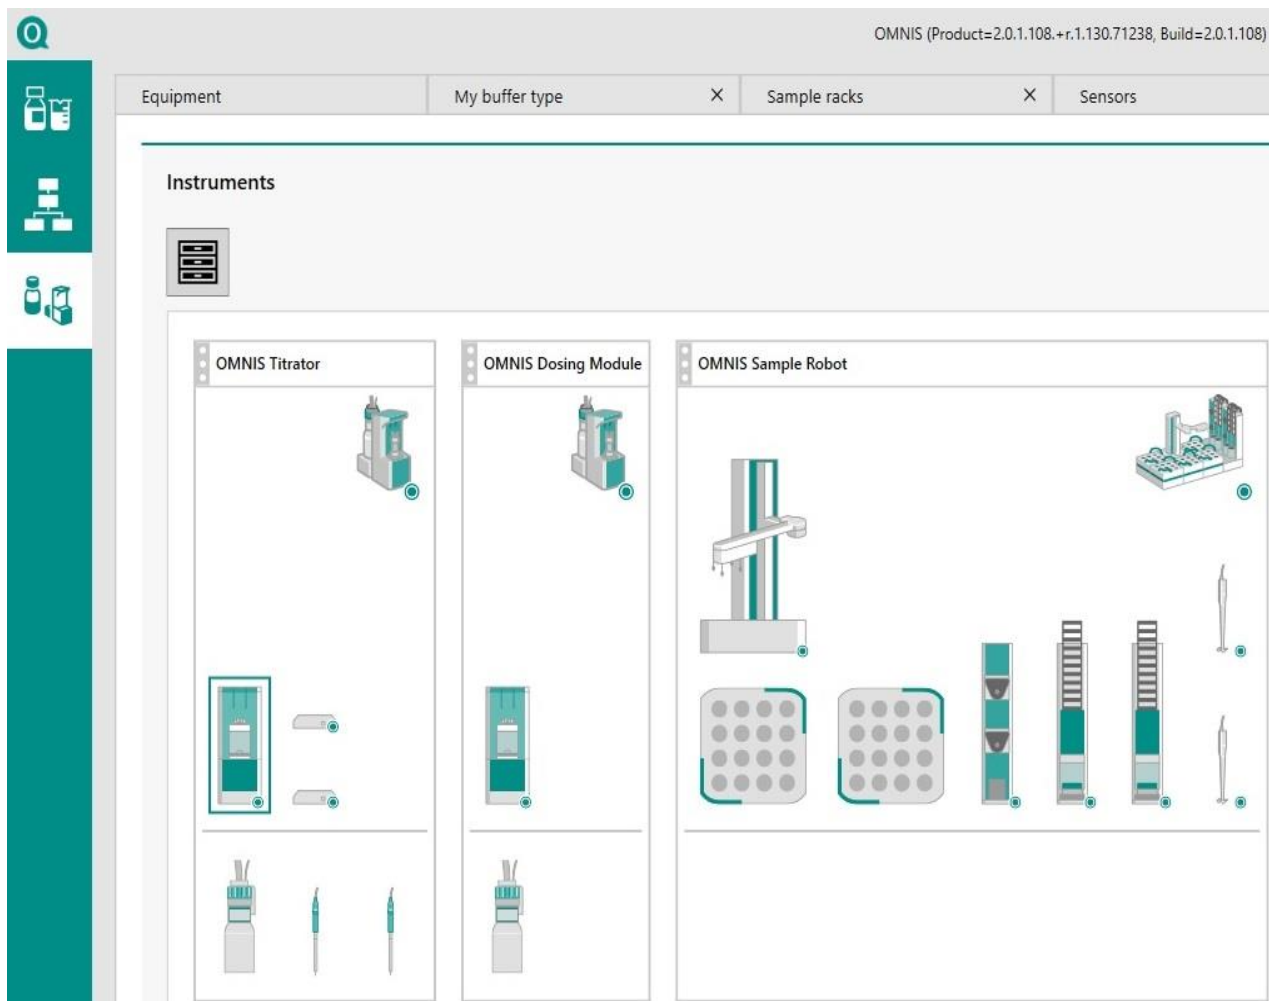 OMNIS (Product=2.0.1.108.+r.1.130.71238, Build=2.0.1.108)
Equipment
My buffer type
Sample racks
Sensors
Instruments
OMNIS Titrator
OMNIS Dosing Module
OMNIS Sample Robot